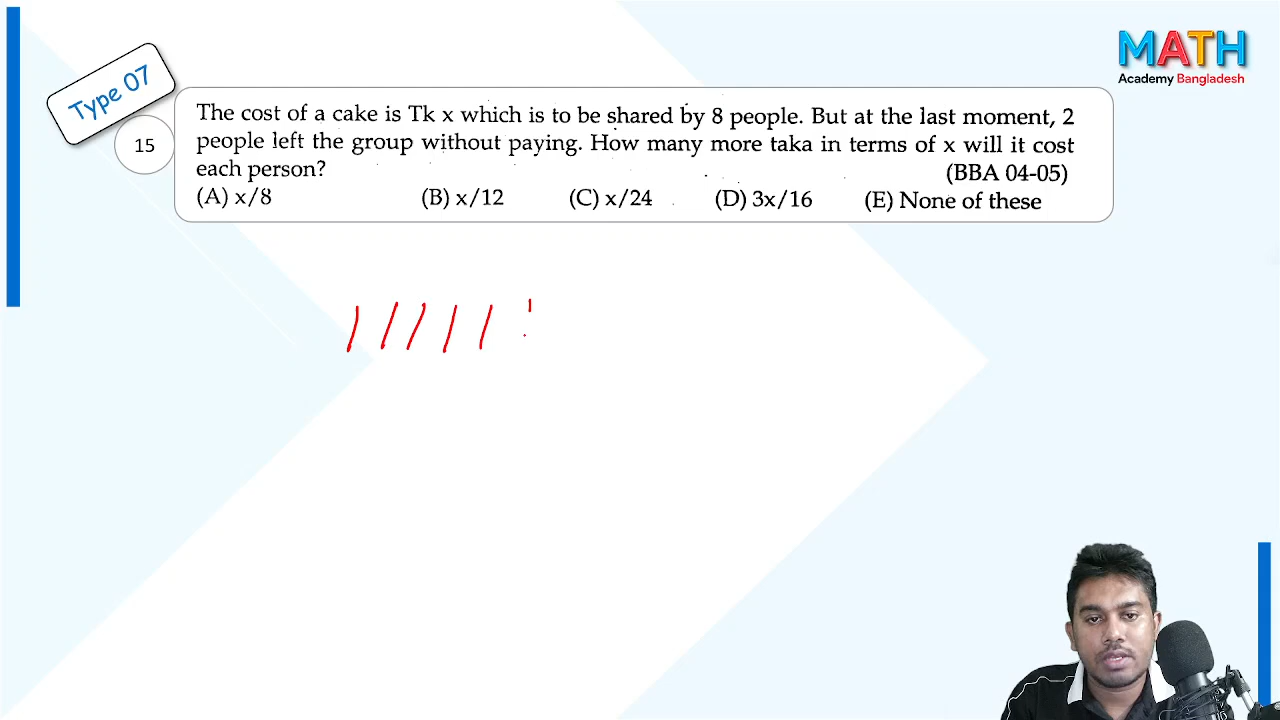 MATH
Academy Bangladesh
Type 07
15
The cost of a cake is Tk x which is to be shared by 8 people. But at the last moment, 2
people left the group without paying. How many more taka in terms of x will it cost
each person?
(BBA 04-05)
(A) x/8 (B) x/12 (C) x/24 (D) 3x/16 (E) None of these